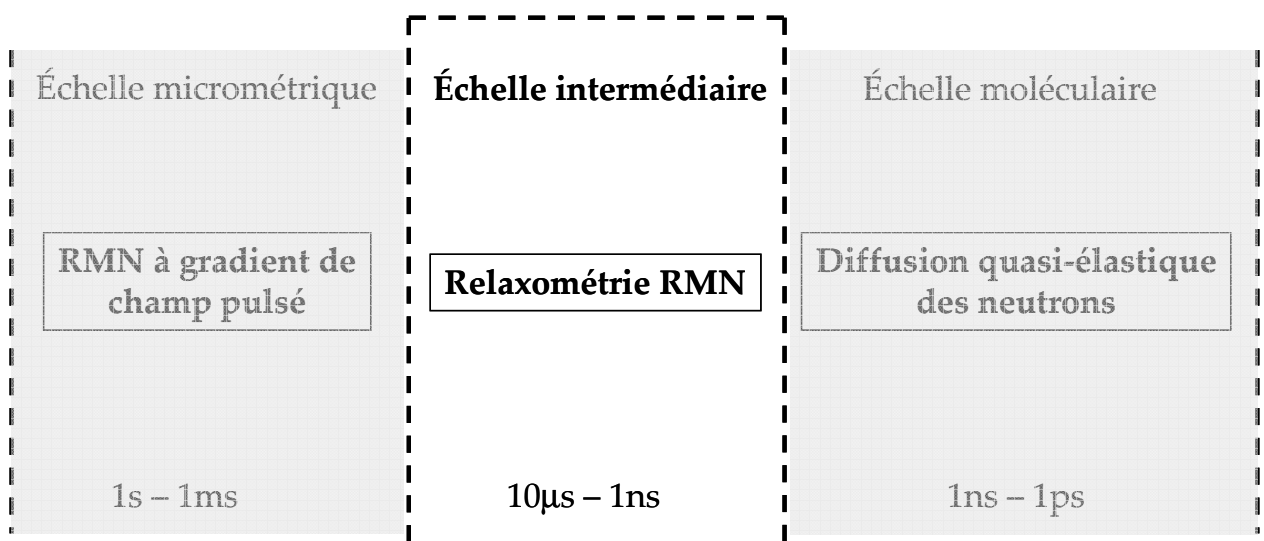 Échelle micrométrique
Échelle intermédiaire
Échelle moléculaire
RMN à gradient de
champ pulsé
Relaxométrie RMN
Diffusion quasi-élastique
des neutrons
1s – 1ms
10µs – 1ns
1ns – 1ps